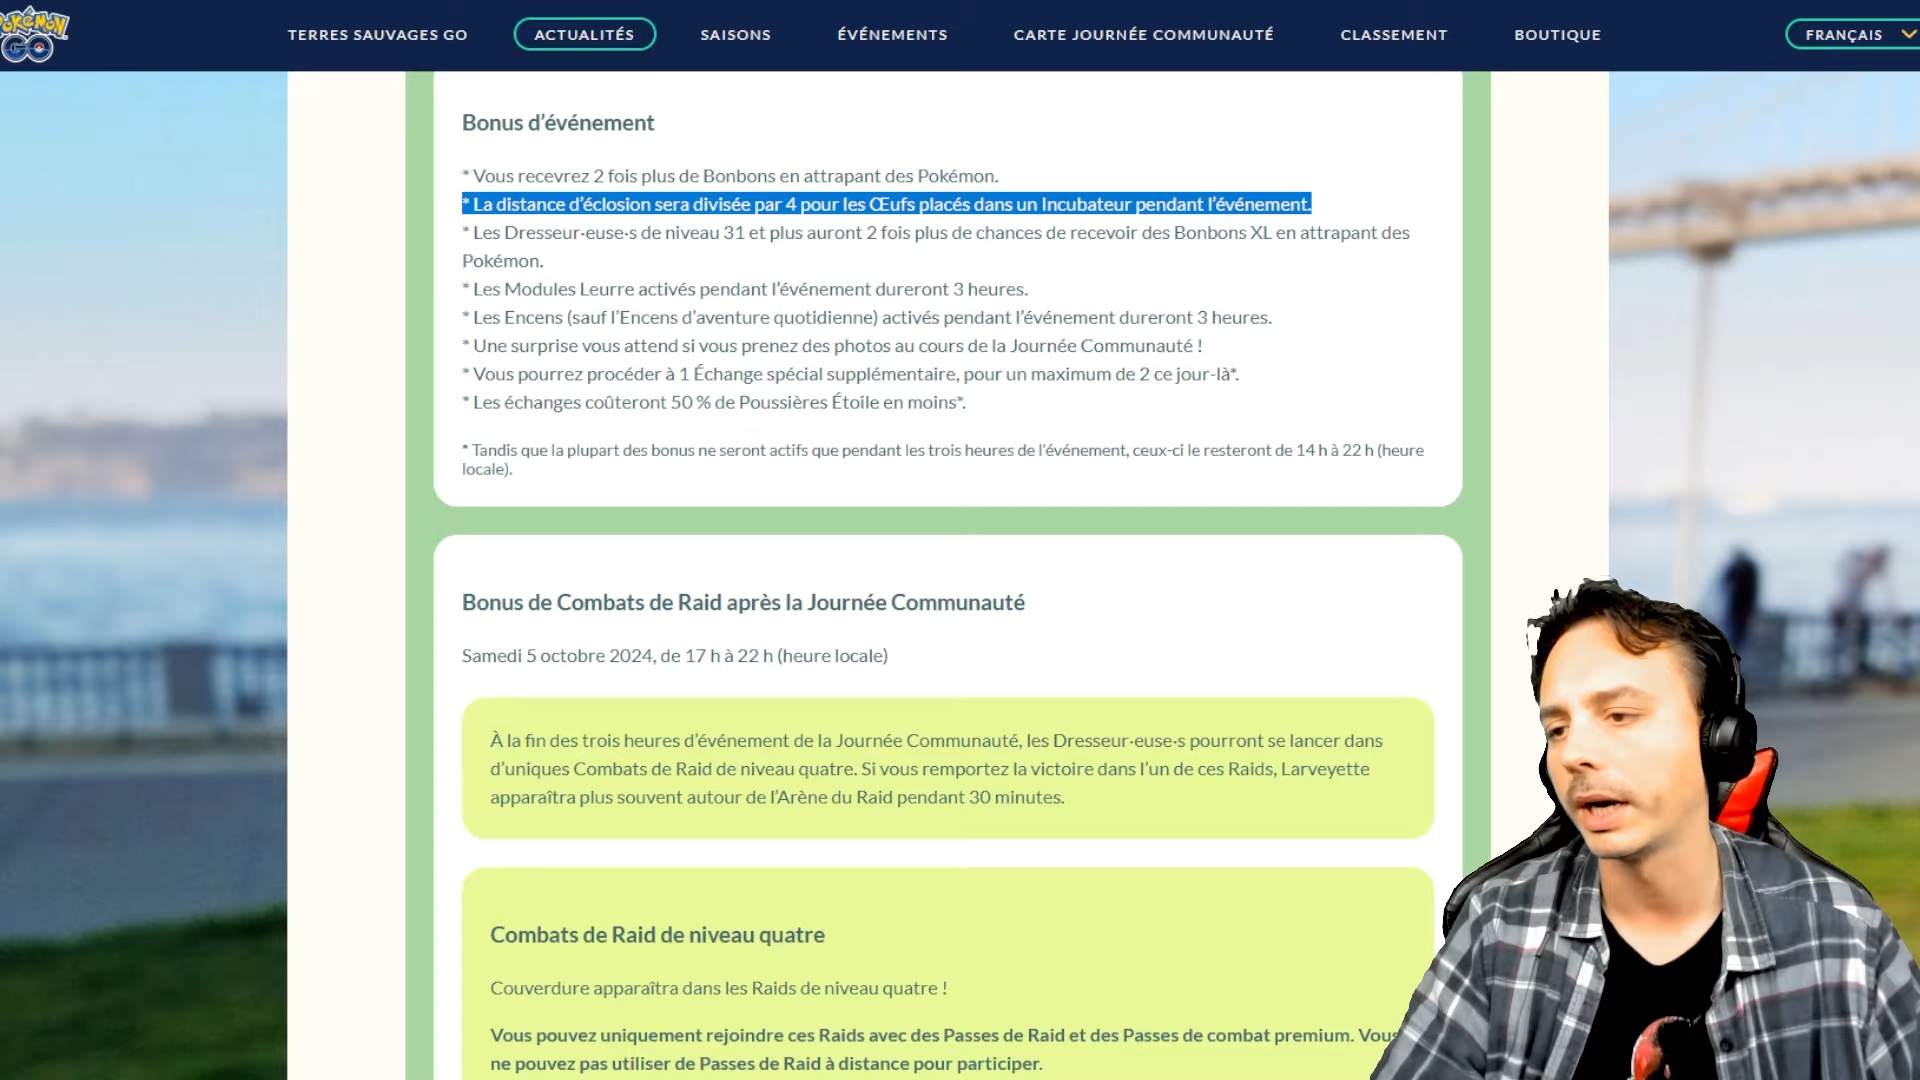 Pokémon
GO
TERRES SAUVAGES GO
ACTUALITÉS
SAISONS
ÉVÉNEMENTS
CARTE JOURNÉE COMMUNAUTÉ
CLASSEMENT
BOUTIQUE
FRANÇAIS
Bonus d’événement
* Vous recevrez 2 fois plus de Bonbons en attrapant des Pokémon.
* La distance d’éclosion sera divisée par 4 pour les Œufs placés dans un Incubateur pendant l’événement.
* Les Dresseur·euse·s de niveau 31 et plus auront 2 fois plus de chances de recevoir des Bonbons XL en attrapant des
Pokémon.
* Les Modules Leurre activés pendant l’événement dureront 3 heures.
* Les Encens (sauf l’Encens d’aventure quotidienne) activés pendant l’événement dureront 3 heures.
* Une surprise vous attend si vous prenez des photos au cours de la Journée Communauté !
* Vous pourrez procéder à 1 Échange spécial supplémentaire, pour un maximum de 2 ce jour-là*.
* Les échanges coûteront 50 % de Poussières Étoile en moins*.
* Tandis que la plupart des bonus ne seront actifs que pendant les trois heures de l’événement, ceux-ci le resteront de 14 h à 22 h (heure
locale).
Bonus de Combats de Raid après la Journée Communauté
Samedi 5 octobre 2024, de 17 h à 22 h (heure locale)
À la fin des trois heures d’événement de la Journée Communauté, les Dresseur·euse·s pourront se lancer dans
d’uniques Combats de Raid de niveau quatre. Si vous remportez la victoire dans l’un de ces Raids, Larveyette
apparaîtra plus souvent autour de l’Arène du Raid pendant 30 minutes.
Combats de Raid de niveau quatre
Couverdure apparaîtra dans les Raids de niveau quatre !
Vous pouvez uniquement rejoindre ces Raids avec des Passes de Raid et des Passes de combat premium. Vous
ne pouvez pas utiliser de Passes de Raid à distance pour participer.